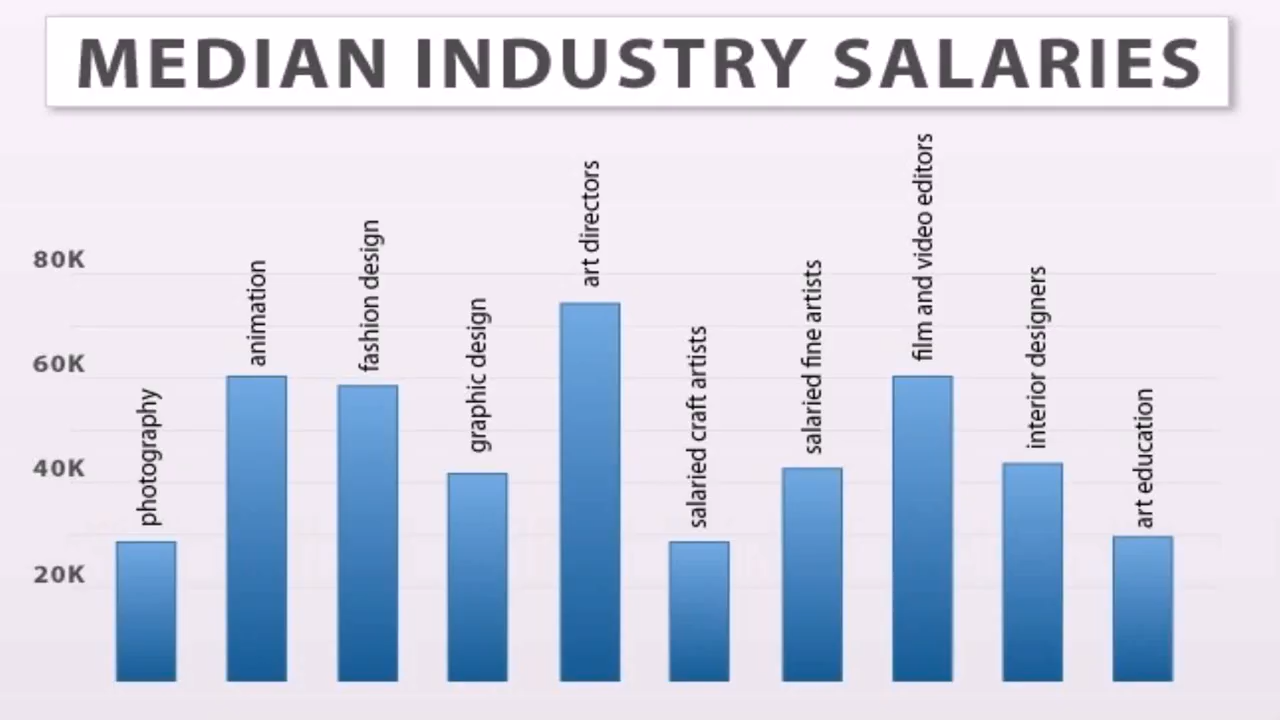 MEDIAN INDUSTRY SALARIES
80K
60K
40K
20K
photography
animation
fashion design
graphic design
art directors
salaried craft artists
salaried fine artists
film and video editors
interior designers
art education